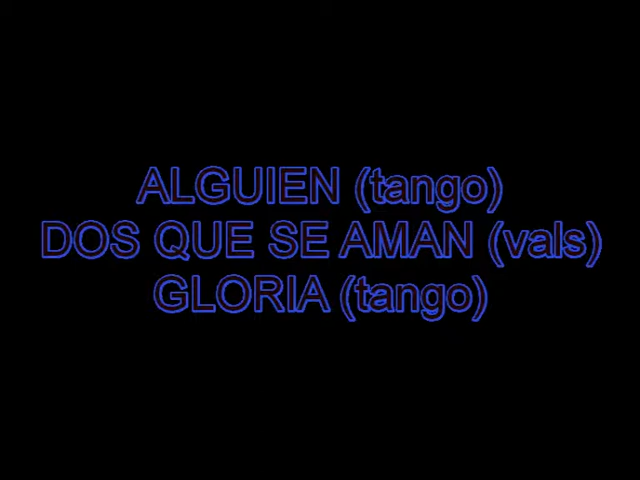 ALGUIEN (tango)
DOS QUE SE AMAN (vals)
GLORIA (tango)